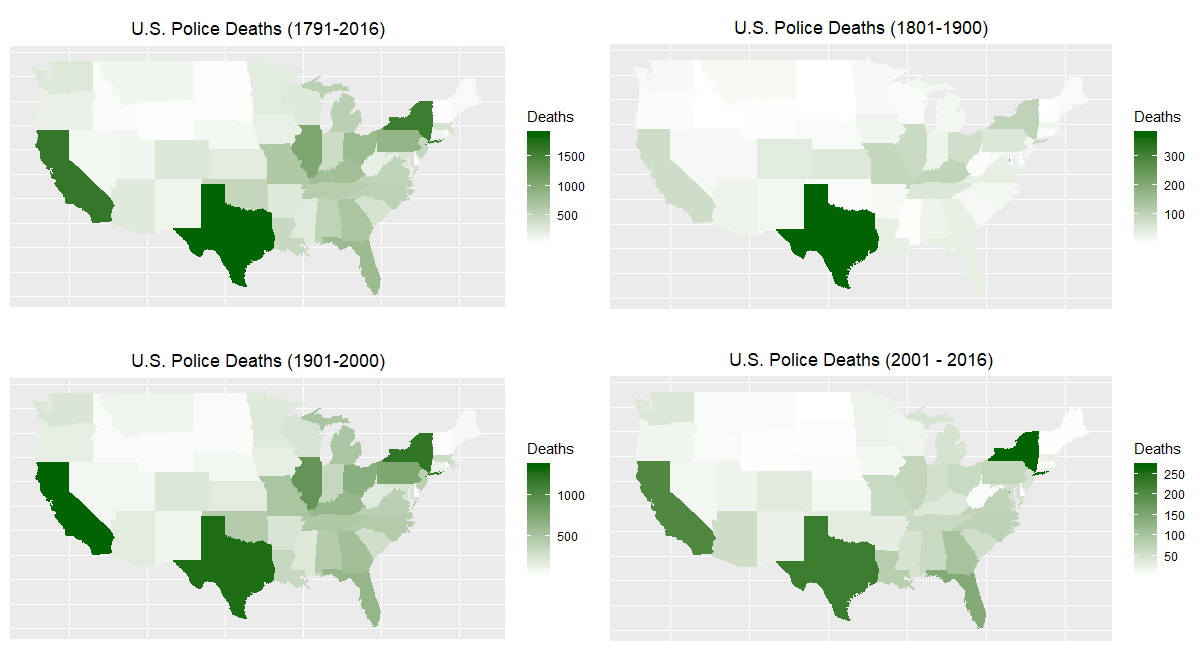 U.S. Police Deaths (1791-2016)
Deaths
1500
1000
500
U.S. Police Deaths (1801-1900)
Deaths
300
200
100
U.S. Police Deaths (1901-2000)
Deaths
1000
500
U.S. Police Deaths (2001 - 2016)
Deaths
250
200
150
100
50